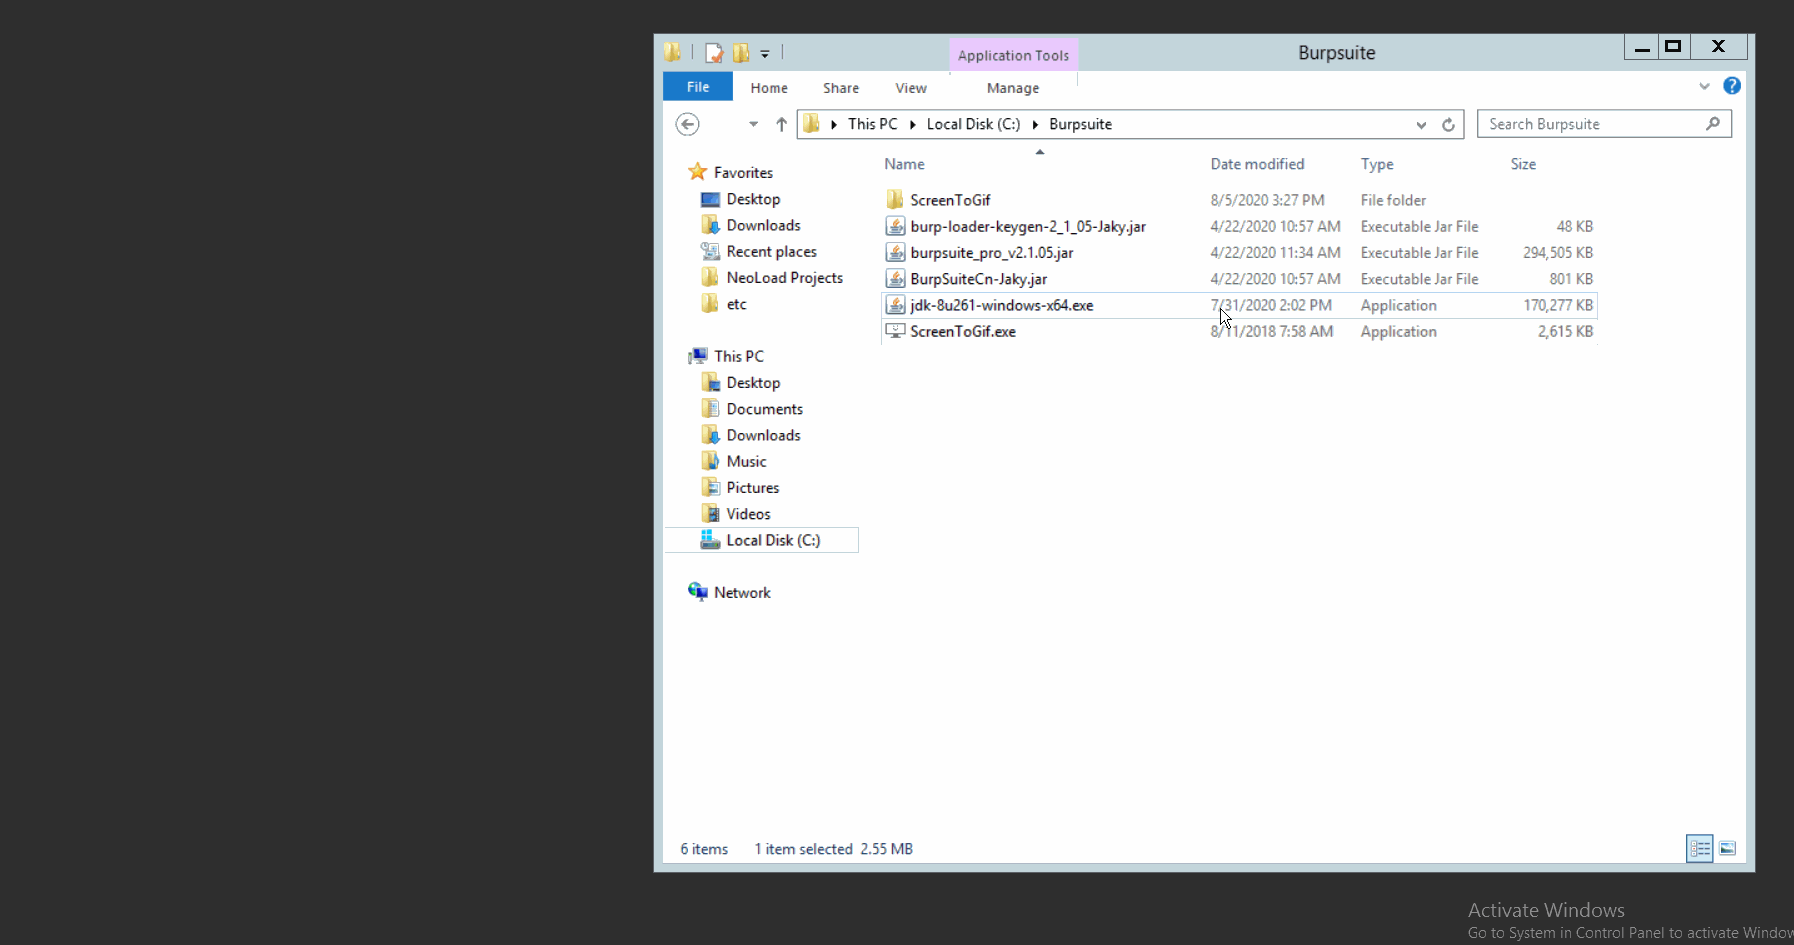 Application Tools
Burpsuite
File Home Share View Manage
This PC Local Disk (C:) Burpsuite
Search Burpsuite
Name Date modified Type Size
Favorites
Desktop
Downloads
Recent places
NeoLoad Projects
etc
This PC
Desktop
Documents
Downloads
Music
Pictures
Videos
Local Disk (C:)
Network
ScreenToGif 8/5/2020 3:27 PM File folder
burp-loader-keygen-2_1_05-Jaky.jar 4/22/2020 10:57 AM Executable Jar File 48 KB
burpsuite_pro_v2.1.05.jar 4/22/2020 11:34 AM Executable Jar File 294,505 KB
BurpSuiteCn-Jaky.jar 4/22/2020 10:57 AM Executable Jar File 801 KB
jdk-8u261-windows-x64.exe 7/31/2020 2:02 PM Application 170,277 KB
ScreenToGif.exe 8/11/2018 7:58 AM Application 2,615 KB
6 items 1 item selected 2.55 MB
Activate Windows
Go to System in Control Panel to activate Window